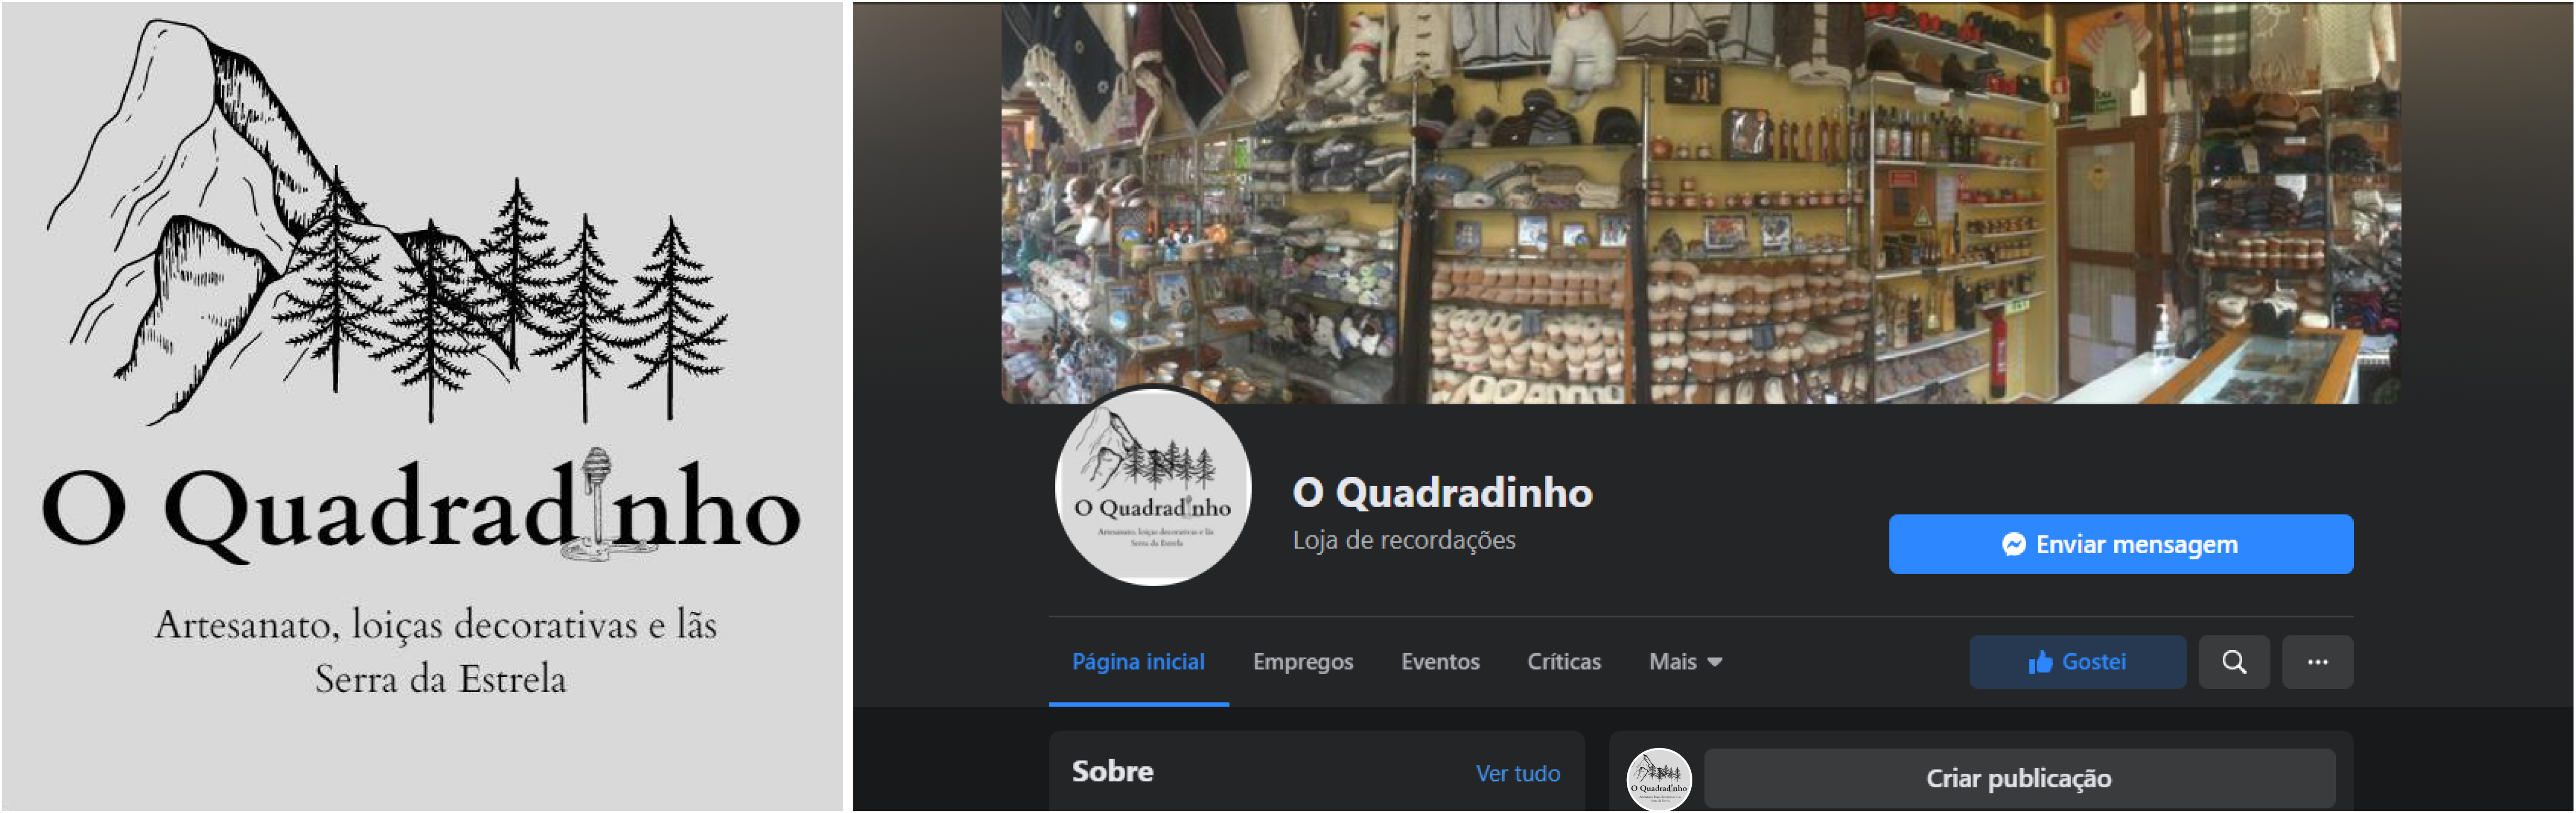 O Quadradinho
Artesanato, loiças decorativas e lãs
Serra da Estrela
O Quadradinho
Artesanato, loiças decorativas e lãs
Serra da Estrela
O Quadradinho
Loja de recordações
Enviar mensagem
Página inicial
Empregos
Eventos
Críticas
Mais
Gostei
Sobre
Ver tudo
O Quadradinho
Criar publicação